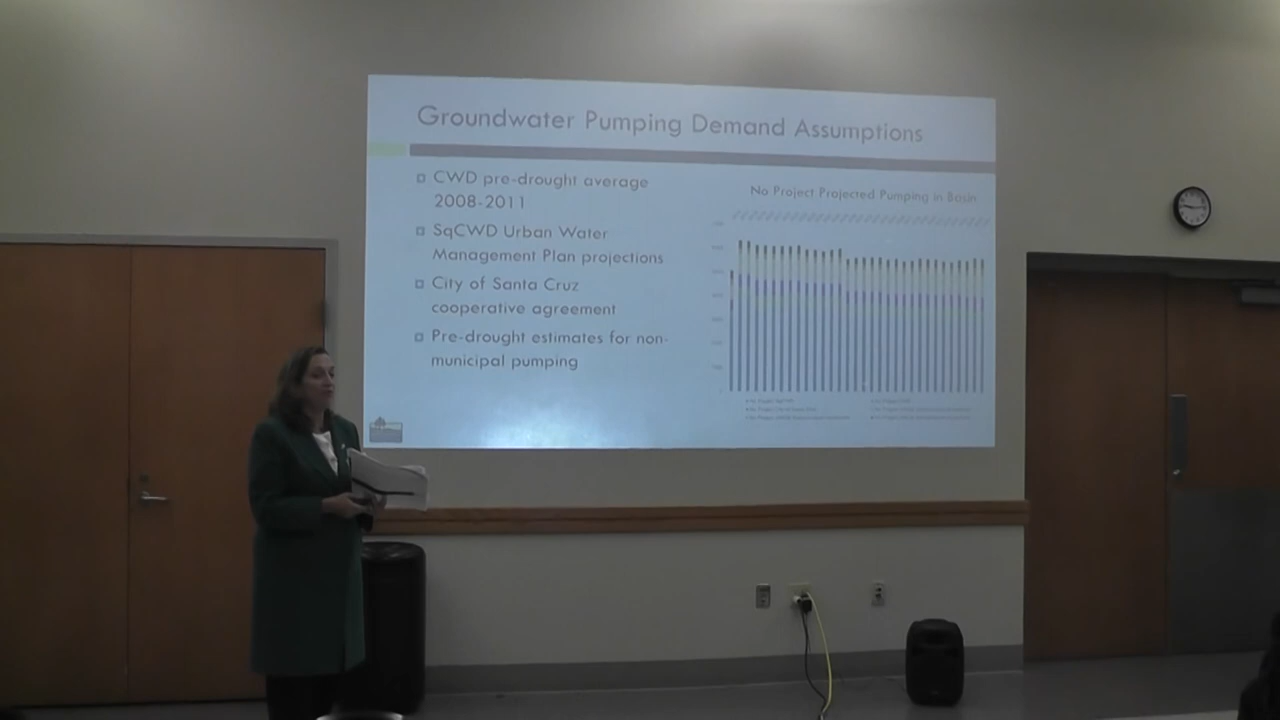 Groundwater Pumping Demand Assumptions
CWD pre-drought average
2008-2011
SqCWD Urban Water
Management Plan projections
City of Santa Cruz
cooperative agreement
Pre-drought estimates for non-
municipal pumping
No Project Projected Pumping in Basin